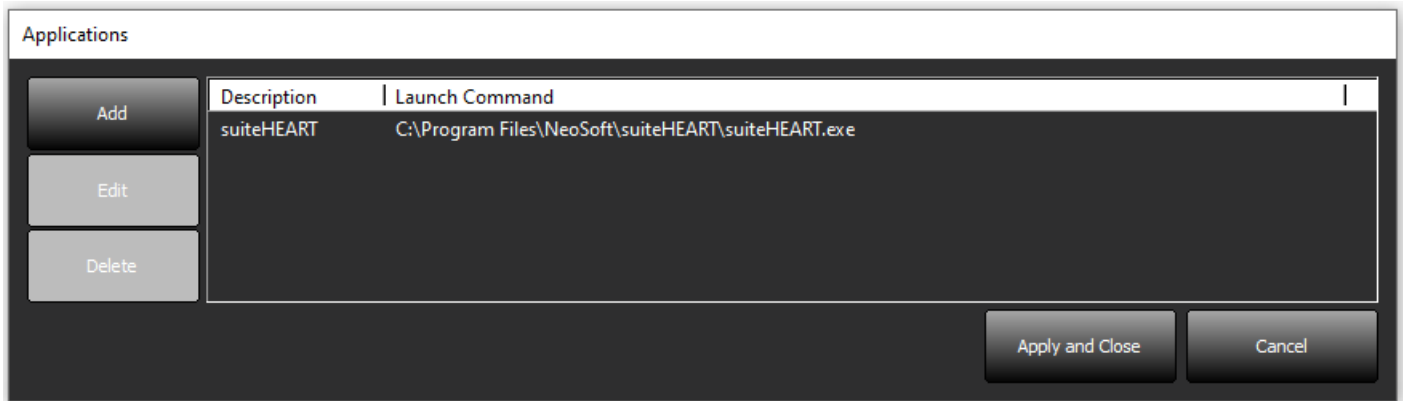 Applications
Add
Edit
Delete
Description Launch Command
suiteHEART C:\Program Files\NeoSoft\suiteHEART\suiteHEART.exe
Apply and Close Cancel